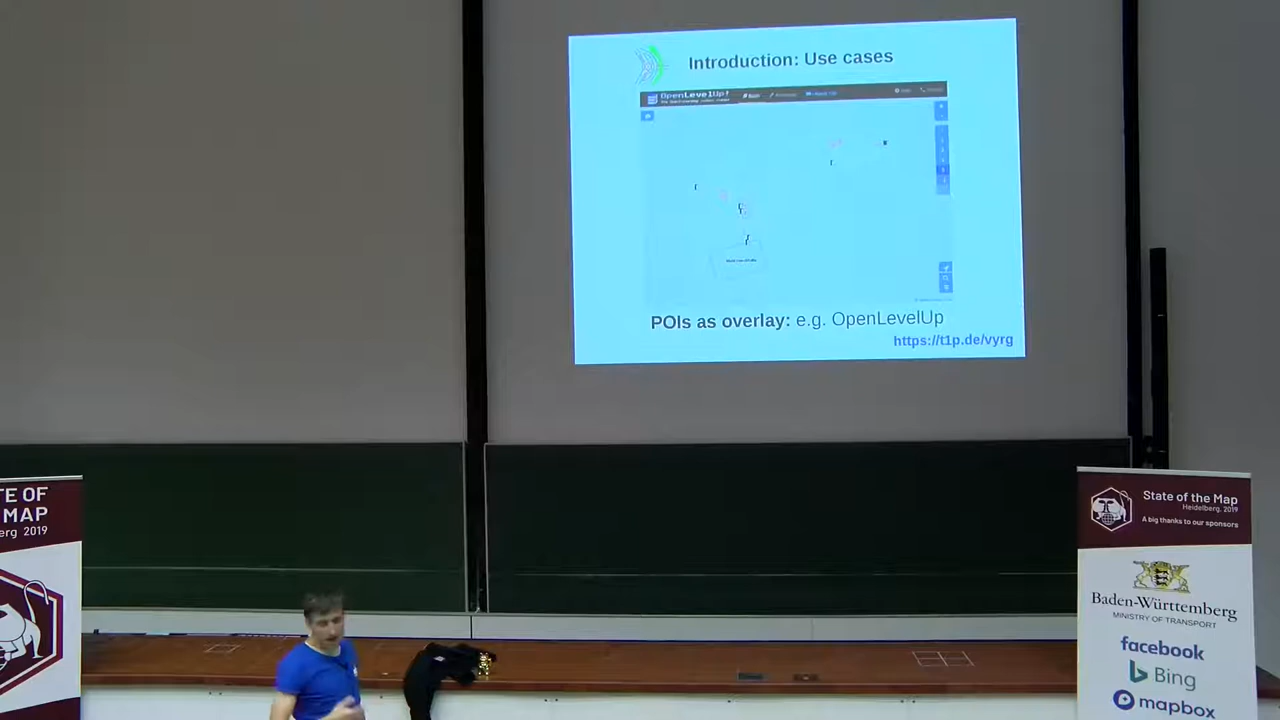 Introduction: Use cases
OpenLevelUp!
POIs as overlay: e.g. OpenLevelUp
https://t1p.de/vyrg
TE OF
MAP
erg 2019
State of the Map
Heidelberg, 2019
A big thanks to our sponsors
Baden-Württemberg
MINISTRY OF TRANSPORT
facebook
Bing
mapbox